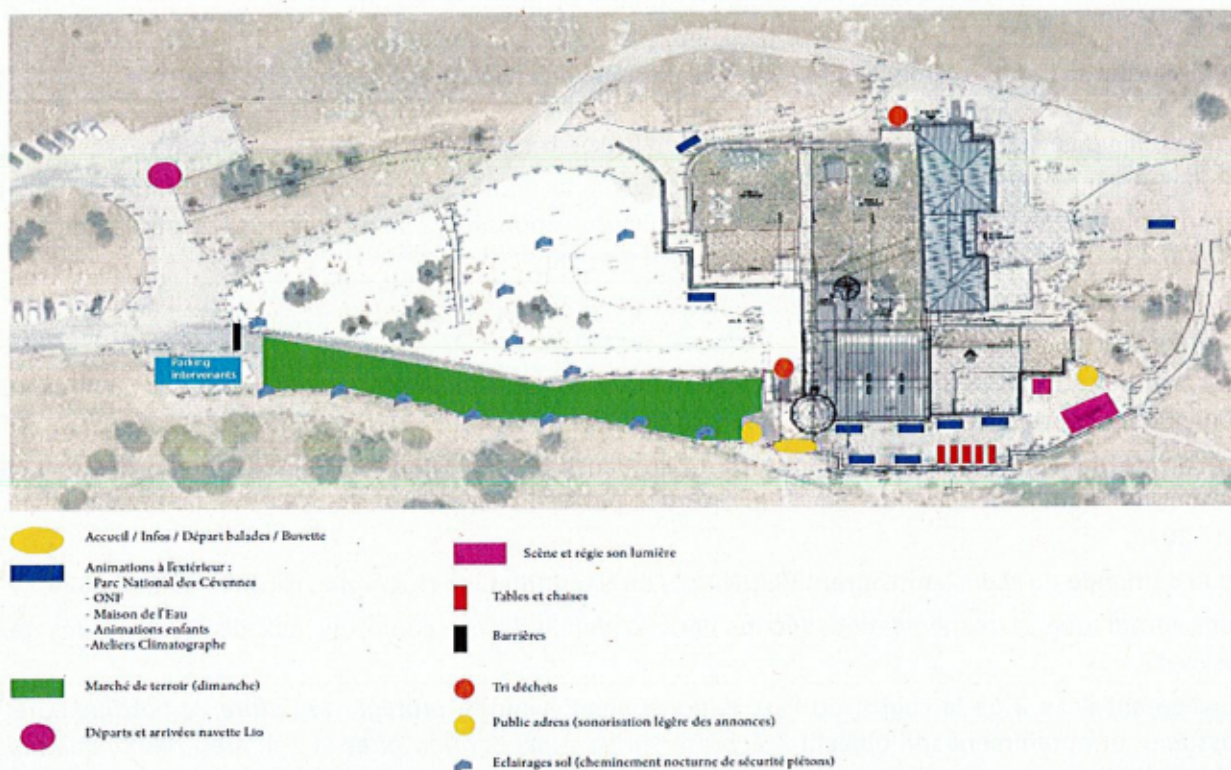 Parking
intervenants
Accueil / Infos / Départ balades / Buvette
Animations à l'extérieur :
- Parc National des Cévennes
- ONF
- Maison de l'Eau
- Animations enfants
-Ateliers Climatographe
Marché de terroir (dimanche)
Départs et arrivées navette Lio
Scène et régie son lumière
Tables et chaises
Barrières
Tri déchets
Public adress (sonorisation légère des annonces)
Eclairages sol (cheminement nocturne de sécurité piétons)